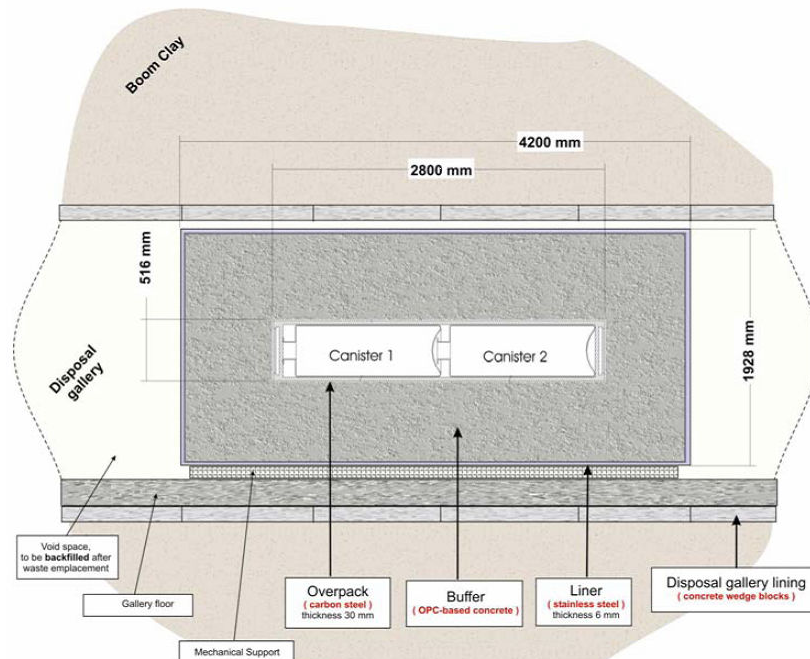 Boom Clay
4200 mm
2800 mm
516 mm
Canister 1
Canister 2
1928 mm
Disposal
gallery
Void space,
to be backfilled after
waste emplacement
Gallery floor
Mechanical Support
Overpack
( carbon steel )
thickness 30 mm
Buffer
( OPC-based concrete )
Liner
( stainless steel )
thickness 6 mm
Disposal gallery lining
( concrete wedge blocks )